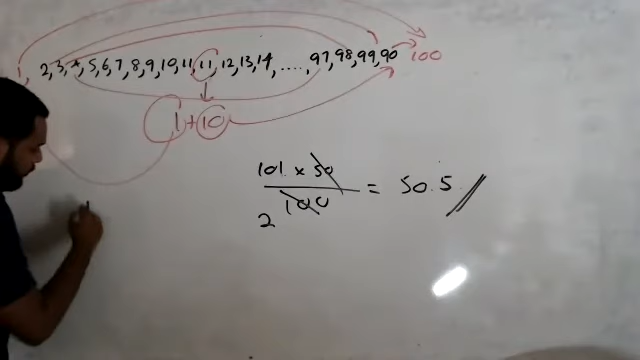 , 2, 3, 4, 5, 6, 7, 8, 9, 10, 11, 11, 12, 13, 14, ...., 97, 98, 99, 90 100
1 + 10
101 x 50
100
2
= 50.5